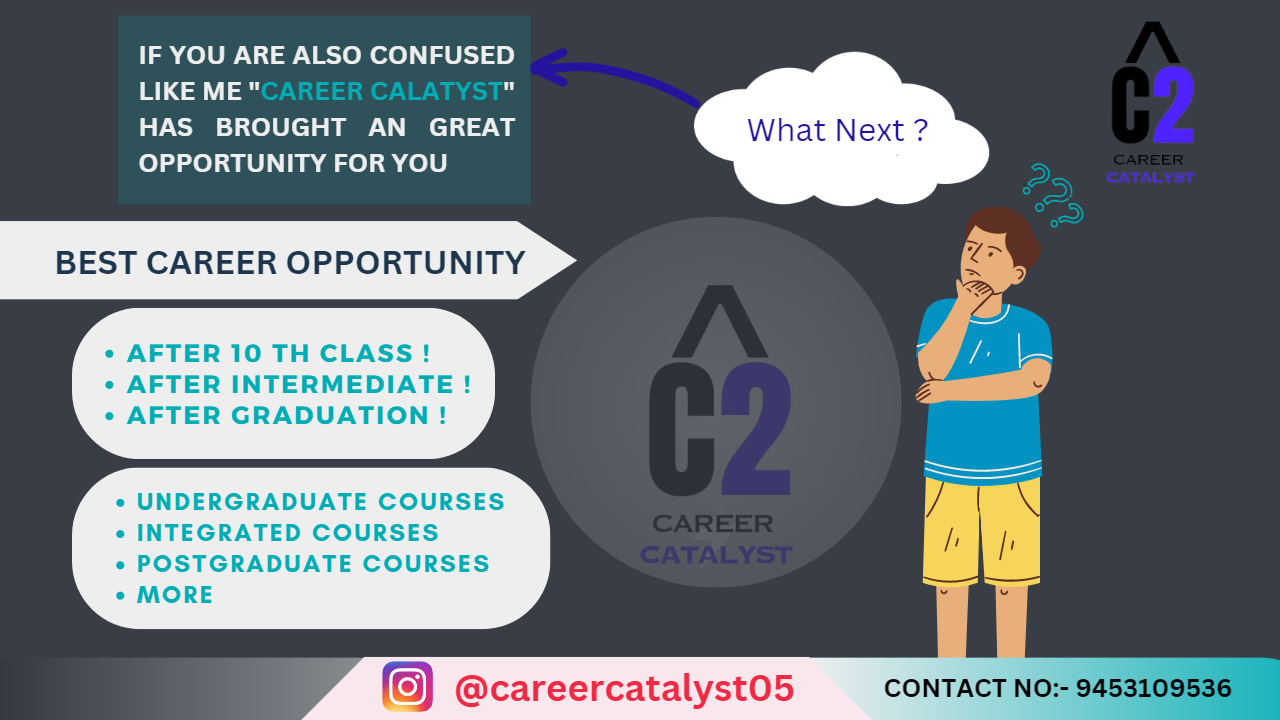 IF YOU ARE ALSO CONFUSED
LIKE ME "CAREER CALATYST"
HAS BROUGHT AN GREAT
OPPORTUNITY FOR YOU
What Next ?
C2
CAREER
CATALYST
???
BEST CAREER OPPORTUNITY
• AFTER 10 TH CLASS !
• AFTER INTERMEDIATE !
• AFTER GRADUATION !
C2
CAREER
CATALYST
• UNDERGRADUATE COURSES
• INTEGRATED COURSES
• POSTGRADUATE COURSES
• MORE
@careercatalyst05
CONTACT NO:- 9453109536